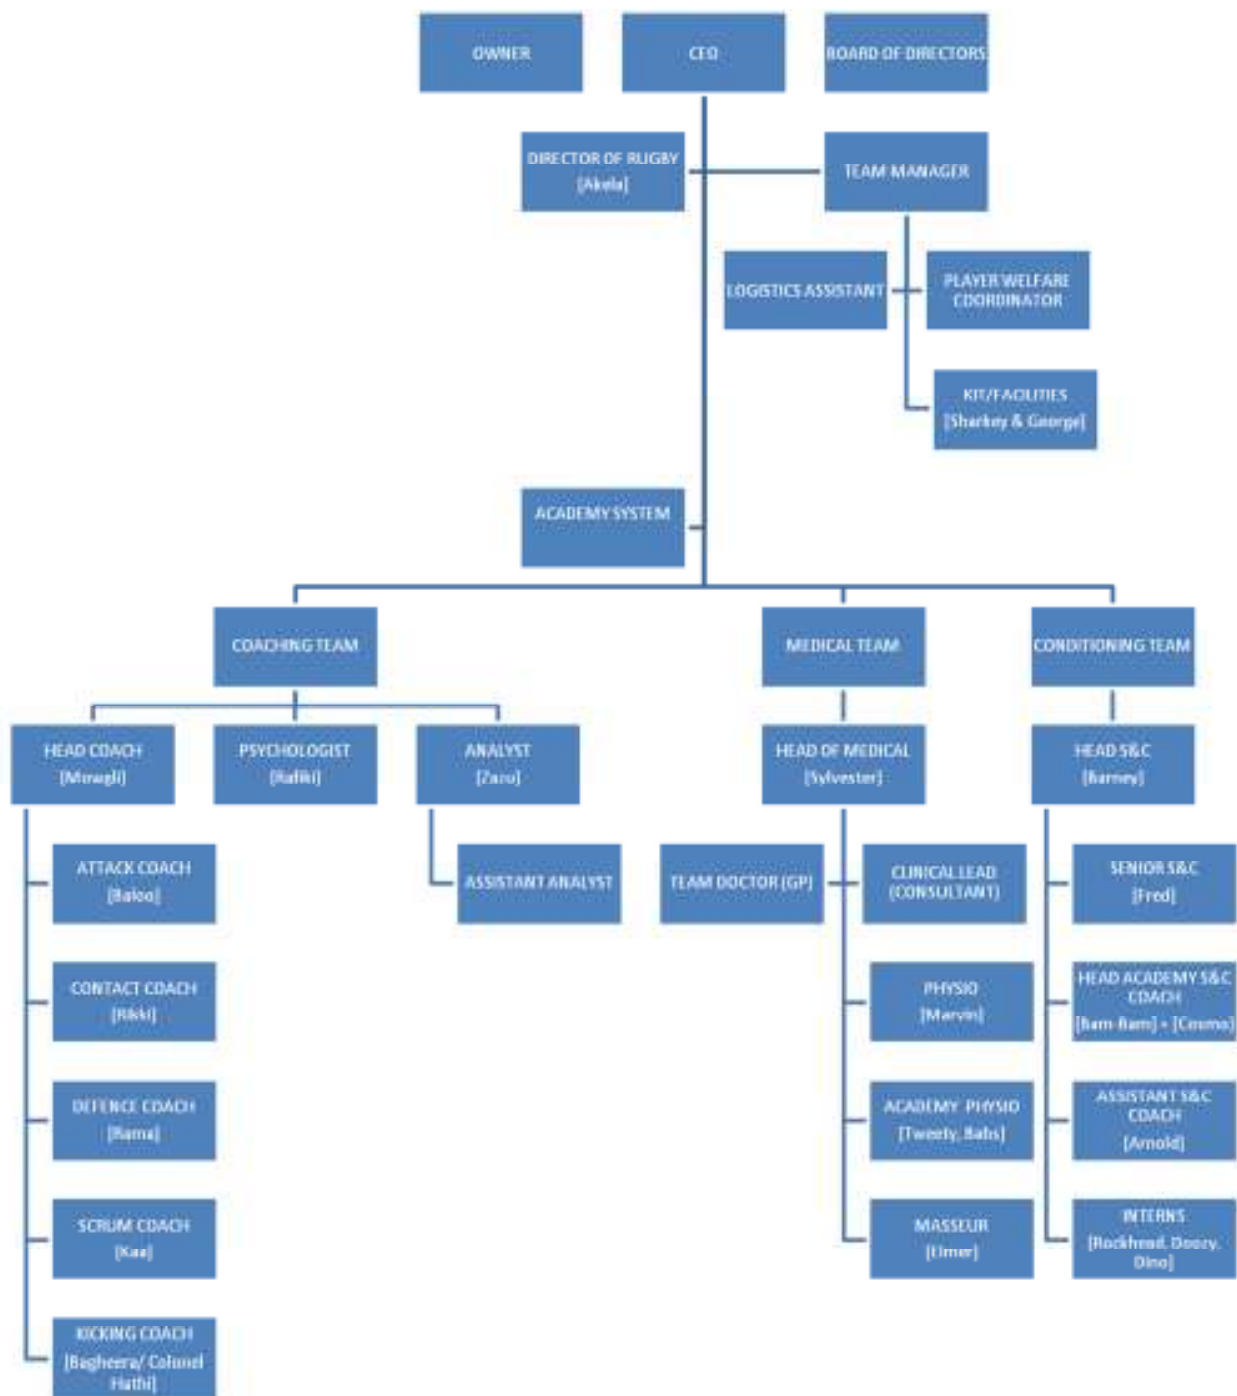 OWNER
CEO
BOARD OF DIRECTORS
DIRECTOR OF RUGBY
[Akela]
TEAM MANAGER
LOGISTICS ASSISTANT
PLAYER WELFARE
COORDINATOR
KIT/FACILITIES
[Sharkey & George]
ACADEMY SYSTEM
COACHING TEAM
MEDICAL TEAM
CONDITIONING TEAM
HEAD COACH
[Mowgli]
PSYCHOLOGIST
[Rafiki]
ANALYST
[Zazu]
HEAD OF MEDICAL
[Sylvester]
HEAD S&C
[Barney]
ATTACK COACH
[Baloo]
ASSISTANT ANALYST
TEAM DOCTOR (GP)
CLINICAL LEAD
(CONSULTANT)
SENIOR S&C
[Fred]
CONTACT COACH
[Rikki]
PHYSIO
[Marvin]
HEAD ACADEMY S&C
COACH
[Bam-Bam] + [Cosmo]
DEFENCE COACH
[Rama]
ACADEMY PHYSIO
[Tweety, Babs]
ASSISTANT S&C
COACH
[Arnold]
SCRUM COACH
[Kaa]
MASSEUR
[Elmer]
INTERNS
[Rockhead, Doozy,
Dino]
KICKING COACH
[Bagheera/ Colonel
Hathi]